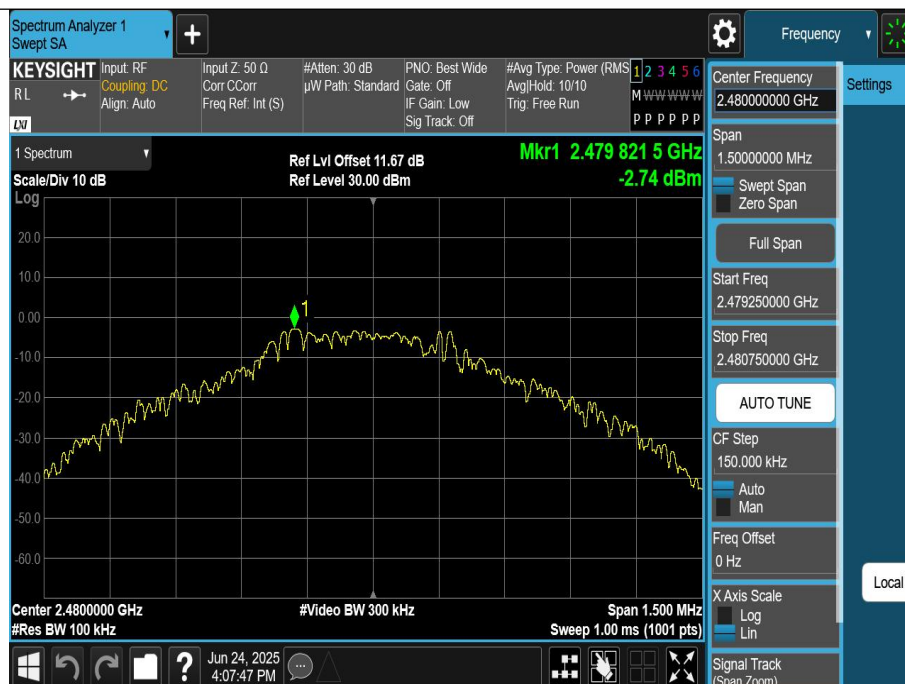 Spectrum Analyzer 1
Swept SA
+
Frequency
KEYSIGHT
RL
LXI
Input: RF
Coupling: DC
Align: Auto
Input Z: 50 Ω
Corr CCorr
Freq Ref: Int (S)
#Atten: 30 dB
µW Path: Standard
PNO: Best Wide
Gate: Off
IF Gain: Low
Sig Track: Off
#Avg Type: Power (RMS
Avg|Hold: 10/10
Trig: Free Run
1 2 3 4 5 6
M W W W W W
P P P P P P
1 Spectrum
Scale/Div 10 dB
Log
Ref Lvl Offset 11.67 dB
Ref Level 30.00 dBm
Mkr1 2.479 821 5 GHz
-2.74 dBm
1
20.0
10.0
0.00
-10.0
-20.0
-30.0
-40.0
-50.0
-60.0
Center 2.4800000 GHz
#Res BW 100 kHz
#Video BW 300 kHz
Span 1.500 MHz
Sweep 1.00 ms (1001 pts)
Center Frequency
2.480000000 GHz
Settings
Span
1.50000000 MHz
Swept Span
Zero Span
Full Span
Start Freq
2.479250000 GHz
Stop Freq
2.480750000 GHz
AUTO TUNE
CF Step
150.000 kHz
Auto
Man
Freq Offset
0 Hz
Local
X Axis Scale
Log
Lin
Signal Track
(Span Zoom)
?
Jun 24, 2025
4:07:47 PM